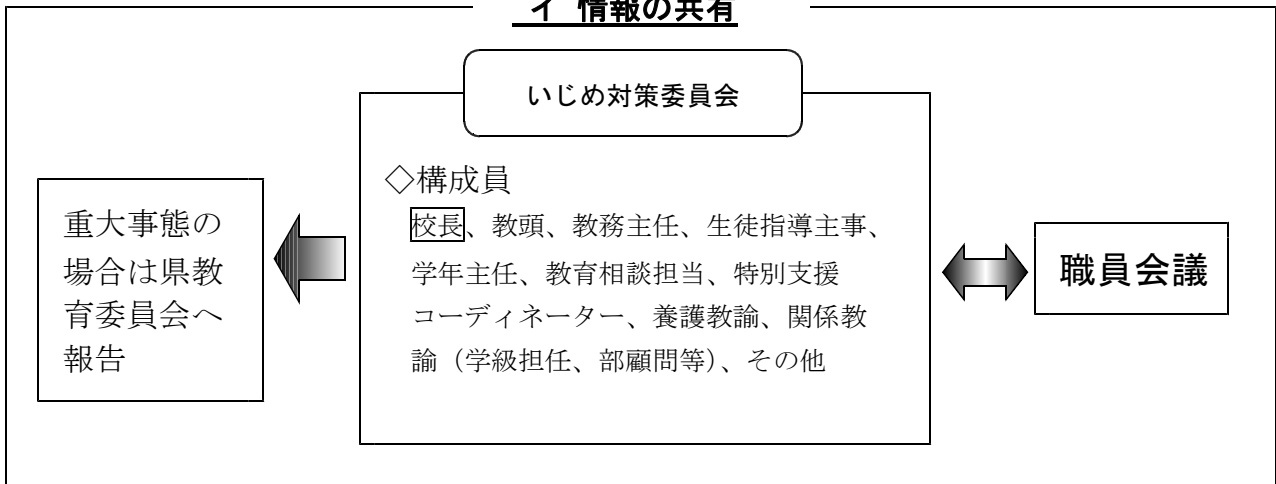 イ 情報の共有
いじめ対策委員会
◇構成員
校長、教頭、教務主任、生徒指導主事、
学年主任、教育相談担当、特別支援
コーディネーター、養護教諭、関係教
諭（学級担任、部顧問等）、その他
重大事態の
場合は県教
育委員会へ
報告
職員会議